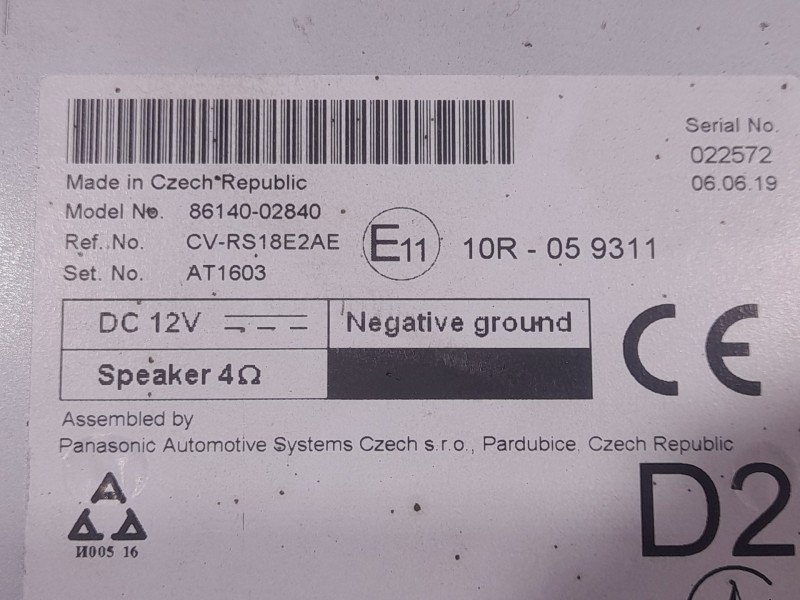 Serial No.
022572
06.06.19
Made in Czech Republic
Model No. 86140-02840
Ref. No. CV-RS18E2AE
Set. No. AT1603
E11 10R - 05 9311
DC 12V Negative ground
Speaker 4Ω
CE
Assembled by
Panasonic Automotive Systems Czech s.r.o., Pardubice, Czech Republic
D2
A
И005 16